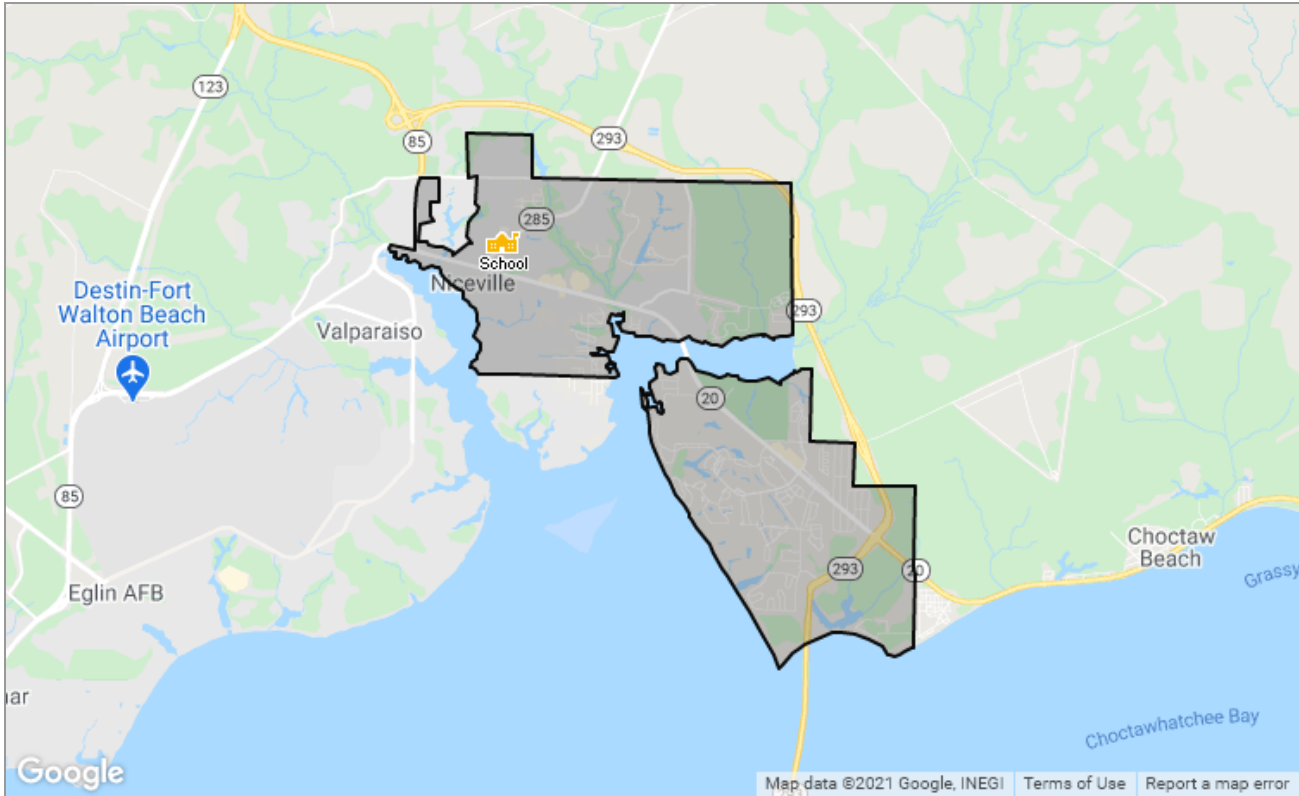 123
85
293
285
School
Niceville
Destin-Fort
Walton Beach
Airport
Valparaiso
293
20
85
Choctaw
Beach
293
20
Grassy
Eglin AFB
nar
Choctawhatchee Bay
Google
Map data ©2021 Google, INEGI
Terms of Use
Report a map error